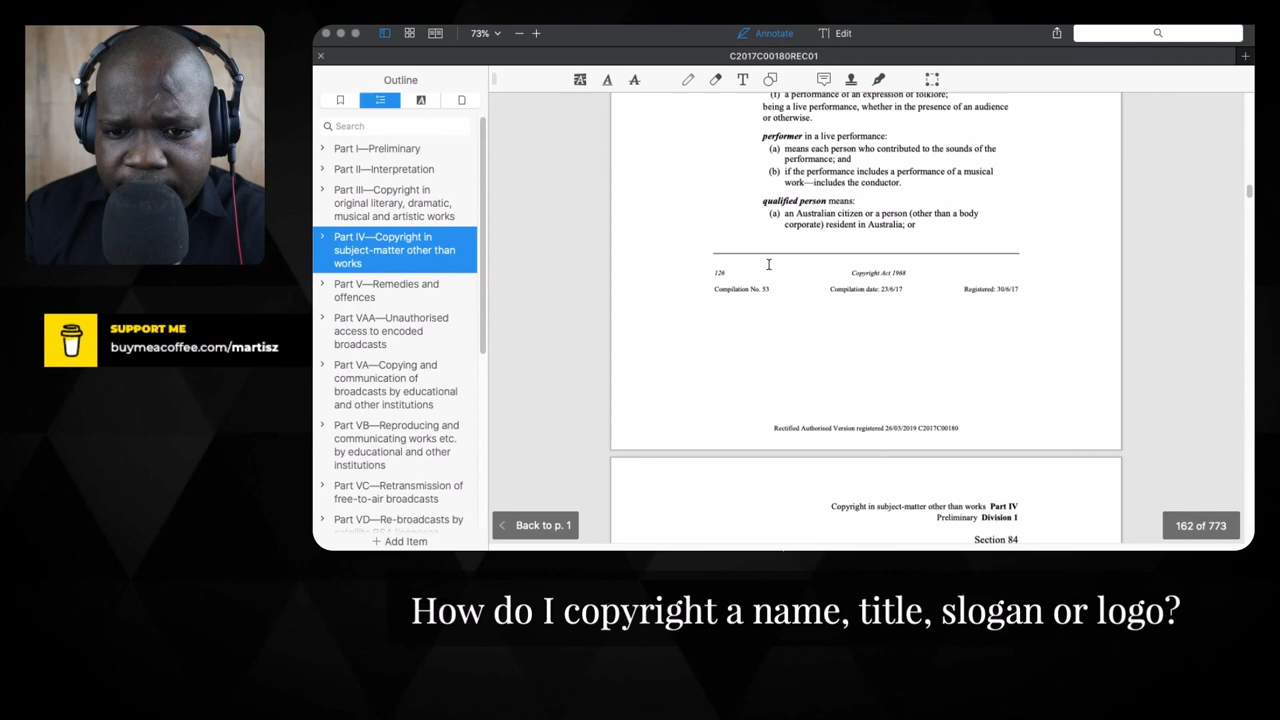 SUPPORT ME
buymeacoffee.com/martisz
73%
Annotate
Edit
C2017C00180REC01
Outline
Search
Part I—Preliminary
Part II—Interpretation
Part III—Copyright in
original literary, dramatic,
musical and artistic works
Part IV—Copyright in
subject-matter other than
works
Part V—Remedies and
offences
Part VAA—Unauthorised
access to encoded
broadcasts
Part VA—Copying and
communication of
broadcasts by educational
and other institutions
Part VB—Reproducing and
communicating works etc.
by educational and other
institutions
Part VC—Retransmission of
free-to-air broadcasts
Part VD—Re-broadcasts by
+ Add Item
(f) a performance of an expression of folklore;
being a live performance, whether in the presence of an audience
or otherwise.
performer in a live performance:
(a) means each person who contributed to the sounds of the
performance; and
(b) if the performance includes a performance of a musical
work—includes the conductor.
qualified person means:
(a) an Australian citizen or a person (other than a body
corporate) resident in Australia; or
126 Copyright Act 1968
Compilation No. 53 Compilation date: 23/6/17 Registered: 30/6/17
Rectified Authorised Version registered 26/03/2019 C2017C00180
Copyright in subject-matter other than works Part IV
Preliminary Division 1
Section 84
Back to p. 1
162 of 773
How do I copyright a name, title, slogan or logo?